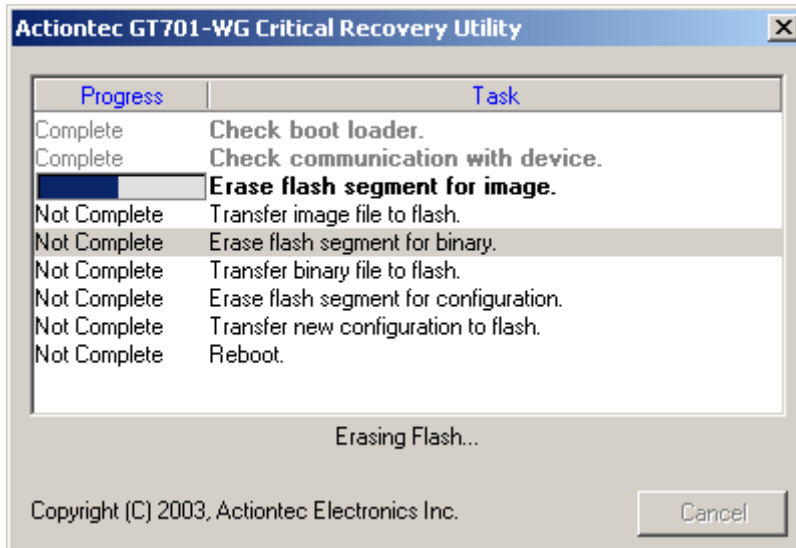 Actiontec GT701-WG Critical Recovery Utility
Progress Task
Complete Check boot loader.
Complete Check communication with device.
Erase flash segment for image.
Not Complete Transfer image file to flash.
Not Complete Erase flash segment for binary.
Not Complete Transfer binary file to flash.
Not Complete Erase flash segment for configuration.
Not Complete Transfer new configuration to flash.
Not Complete Reboot.
Erasing Flash...
Copyright (C) 2003, Actiontec Electronics Inc. Cancel